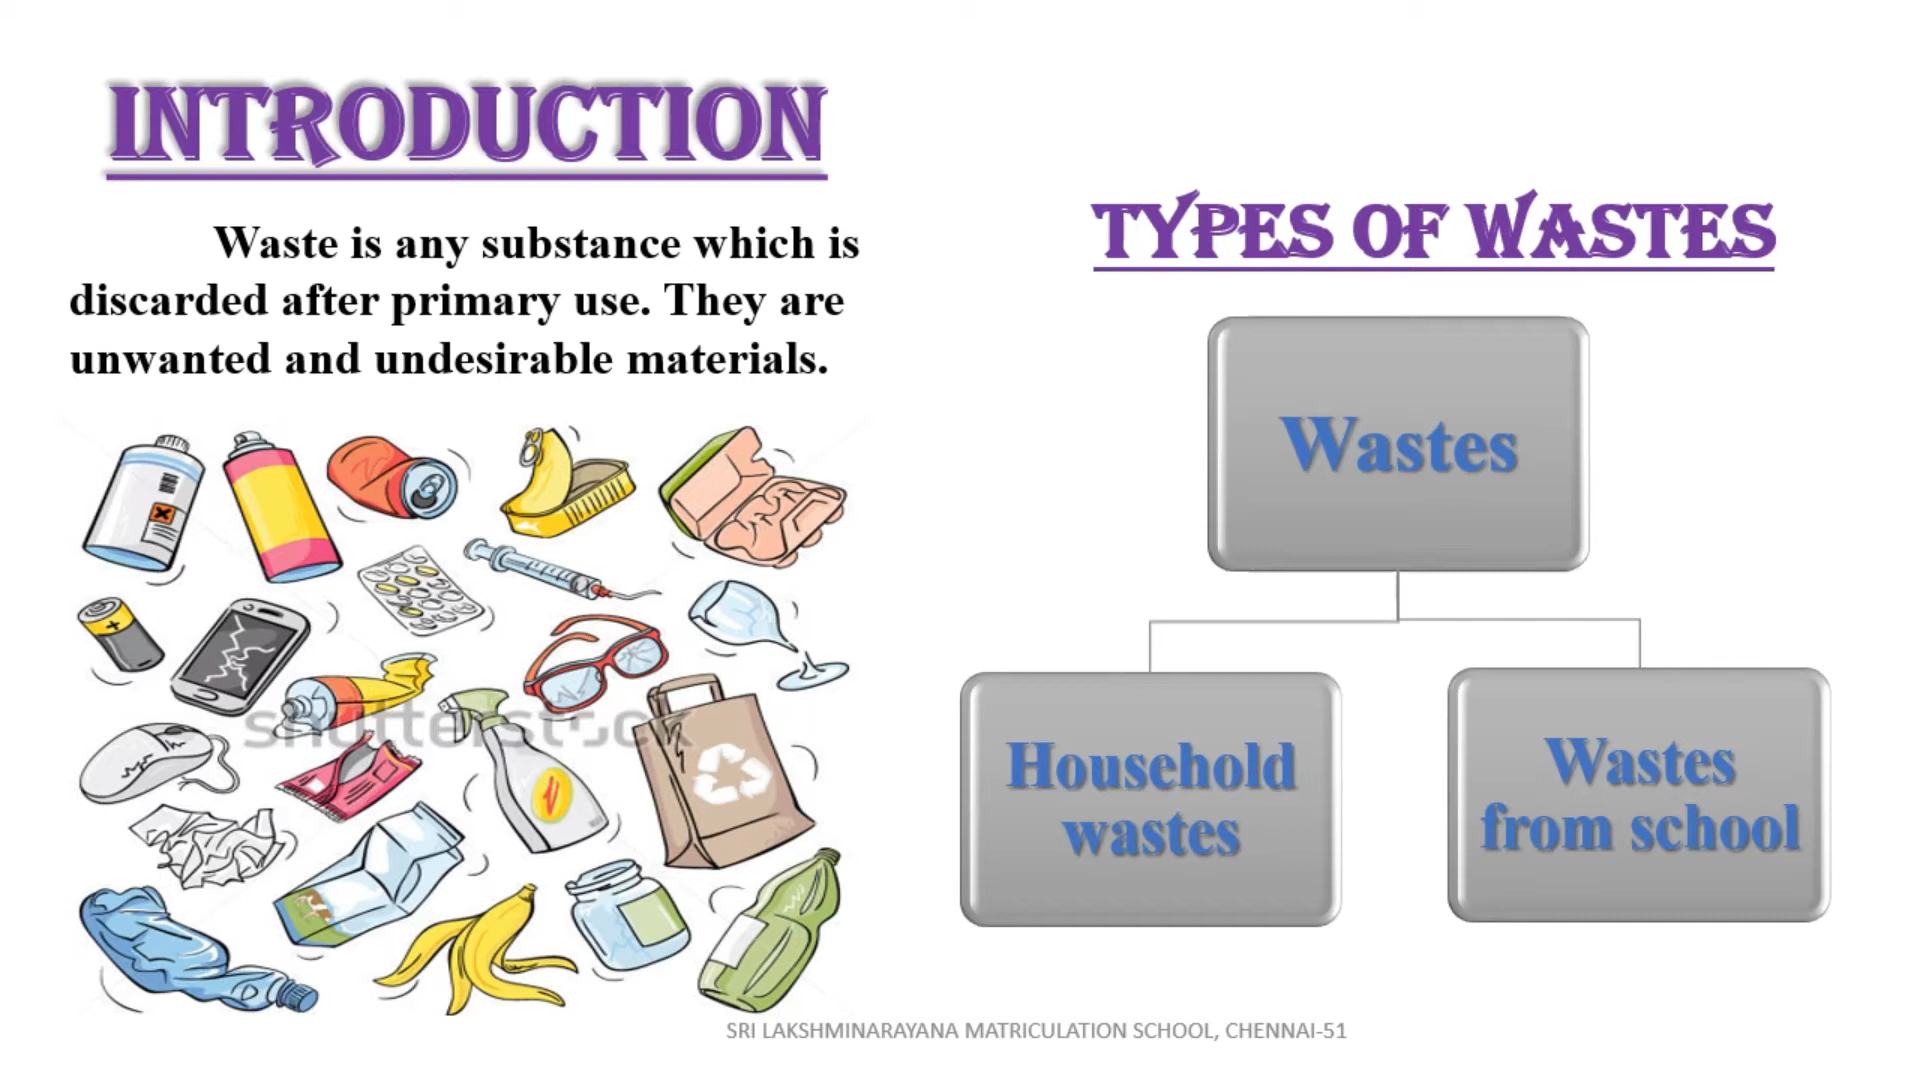 INTRODUCTION
Waste is any substance which is
discarded after primary use. They are
unwanted and undesirable materials.
shutterstock
TYPES OF WASTES
Wastes
Household
wastes
Wastes
from school
SRI LAKSHMINARAYANA MATRICULATION SCHOOL, CHENNAI-51